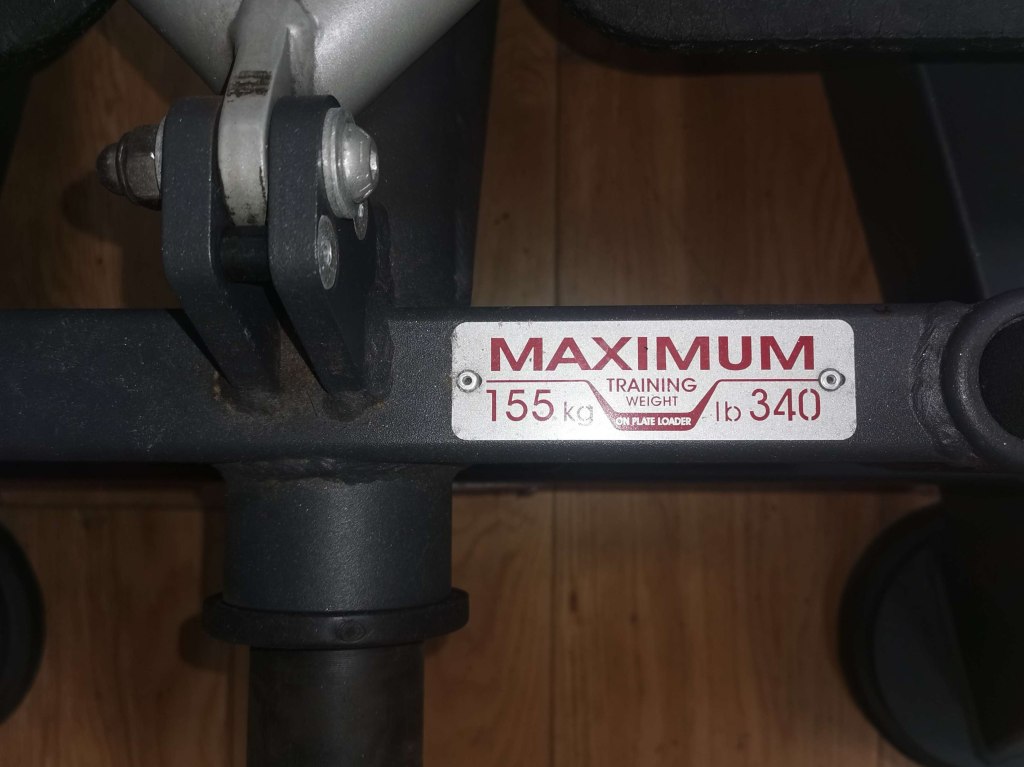 MAXIMUM
TRAINING
WEIGHT
155 kg lb 340
ON PLATE LOADER